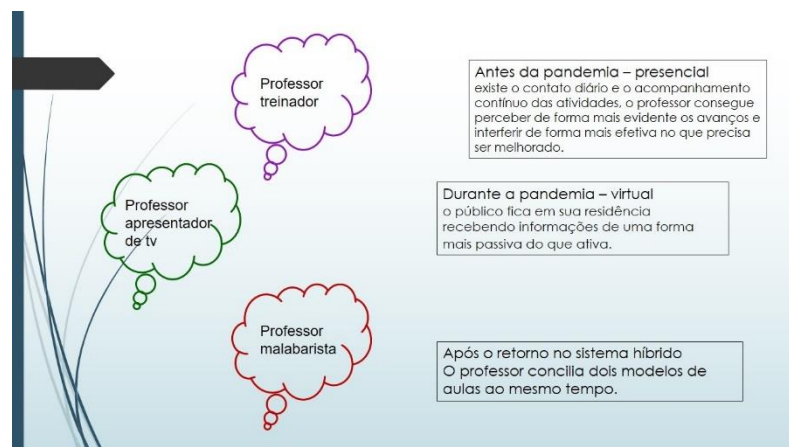 Professor
treinador
Antes da pandemia – presencial
existe o contato diário e o acompanhamento
contínuo das atividades, o professor consegue
perceber de forma mais evidente os avanços e
interferir de forma mais efetiva no que precisa
ser melhorado.
Professor
apresentador
de tv
Durante a pandemia – virtual
o público fica em sua residência
recebendo informações de uma forma
mais passiva do que ativa.
Professor
malabarista
Após o retorno no sistema híbrido
O professor concilia dois modelos de
aulas ao mesmo tempo.